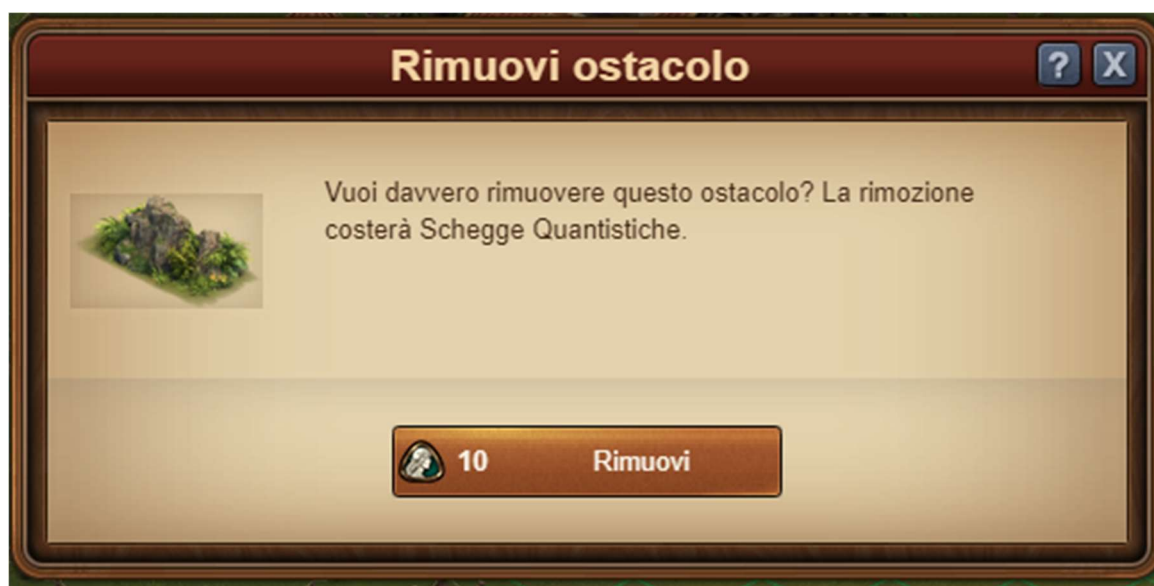 Rimuovi ostacolo
? X
Vuoi davvero rimuovere questo ostacolo? La rimozione
costerà Schegge Quantistiche.
10 Rimuovi